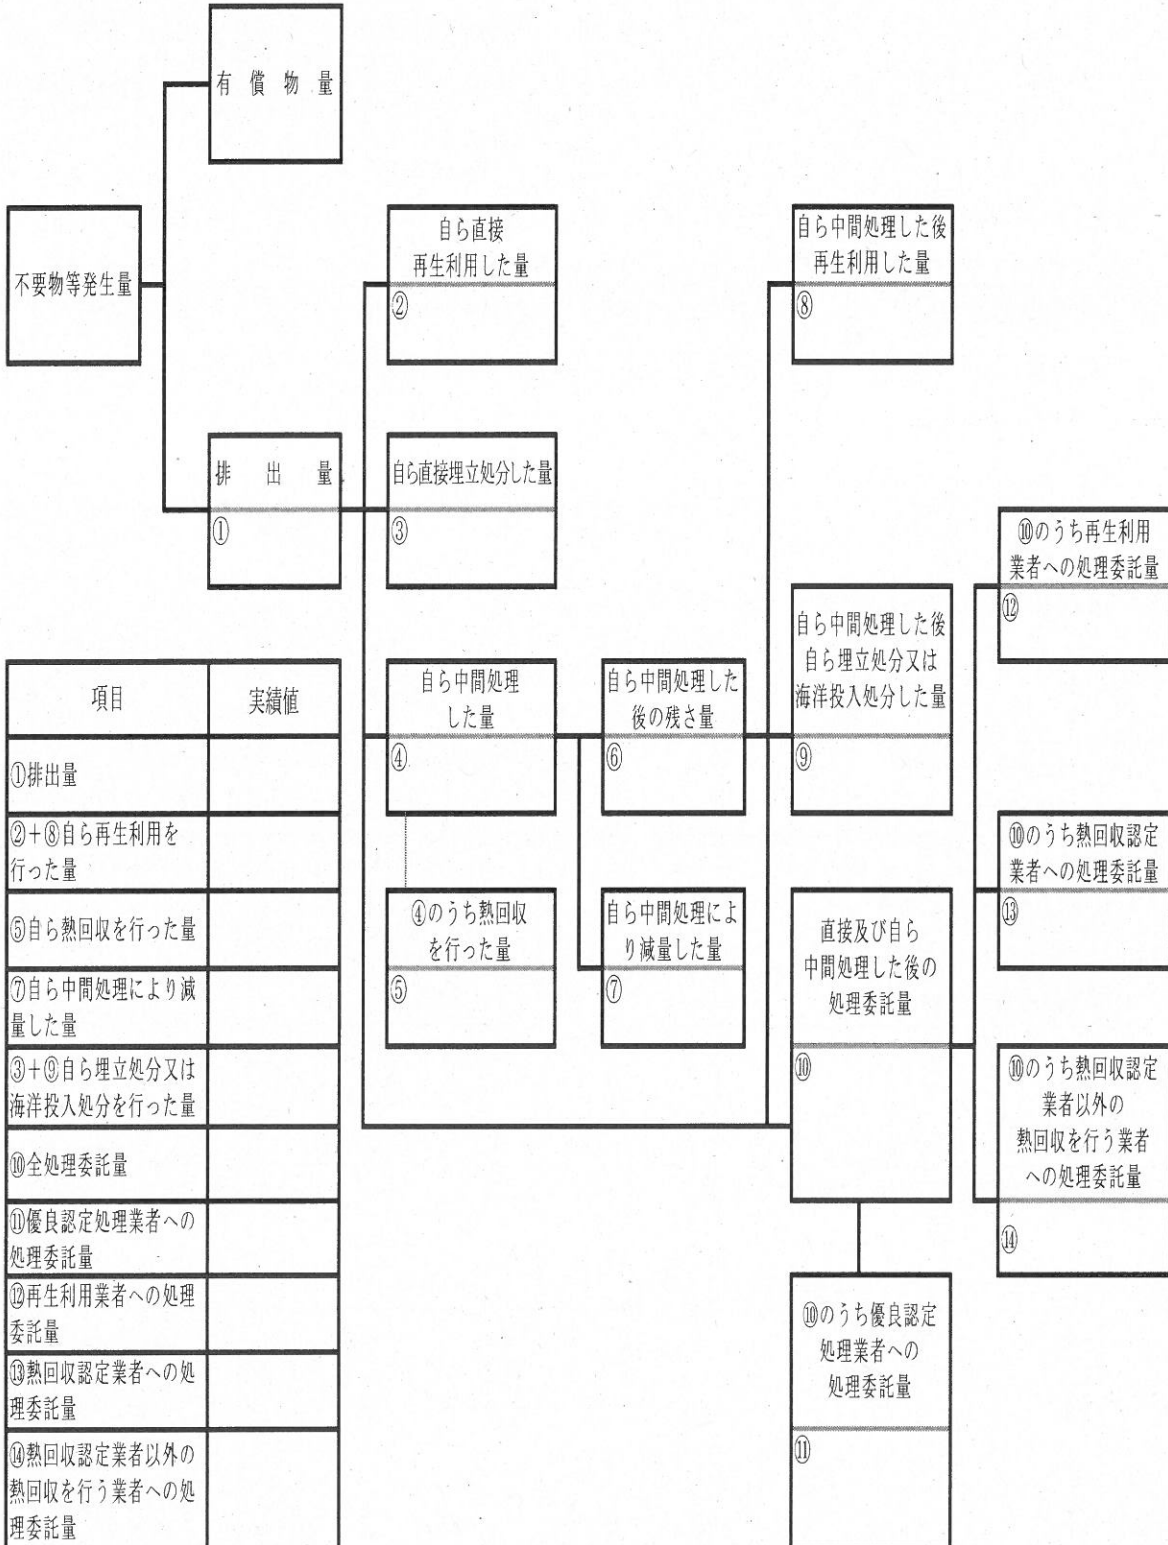 有償物量
不要物等発生量
自ら直接
再生利用した量
②
自ら中間処理した後
再生利用した量
⑧
排出量
①
自ら直接埋立処分した量
③
⑩のうち再生利用
業者への処理委託量
⑫
自ら中間処理した後
自ら埋立処分又は
海洋投入処分した量
⑨
自ら中間処理
した量
④
自ら中間処理した
後の残さ量
⑥
⑩のうち熱回収認定
業者への処理委託量
⑬
④のうち熱回収
を行った量
⑤
自ら中間処理によ
り減量した量
⑦
直接及び自ら
中間処理した後の
処理委託量
⑩
⑩のうち熱回収認定
業者以外の
熱回収を行う業者
への処理委託量
⑭
⑩のうち優良認定
処理業者への
処理委託量
⑪
項目 実績値
①排出量
②+⑧自ら再生利用を
行った量
⑤自ら熱回収を行った量
⑦自ら中間処理により減
量した量
③+⑨自ら埋立処分又は
海洋投入処分を行った量
⑩全処理委託量
⑪優良認定処理業者への
処理委託量
⑫再生利用業者への処理
委託量
⑬熱回収認定業者への処
理委託量
⑭熱回収認定業者以外の
熱回収を行う業者への処
理委託量